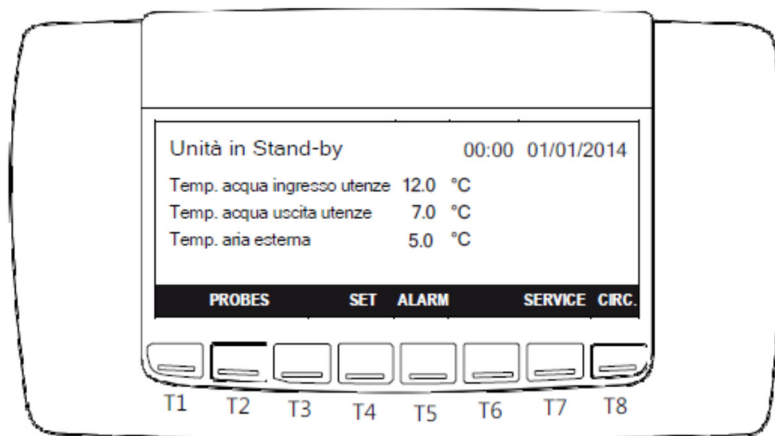 Unità in Stand-by 00:00 01/01/2014
Temp. acqua ingresso utenze 12.0 °C
Temp. acqua uscita utenze 7.0 °C
Temp. aria esterna 5.0 °C
PROBES SET ALARM SERVICE CIRC.
T1 T2 T3 T4 T5 T6 T7 T8